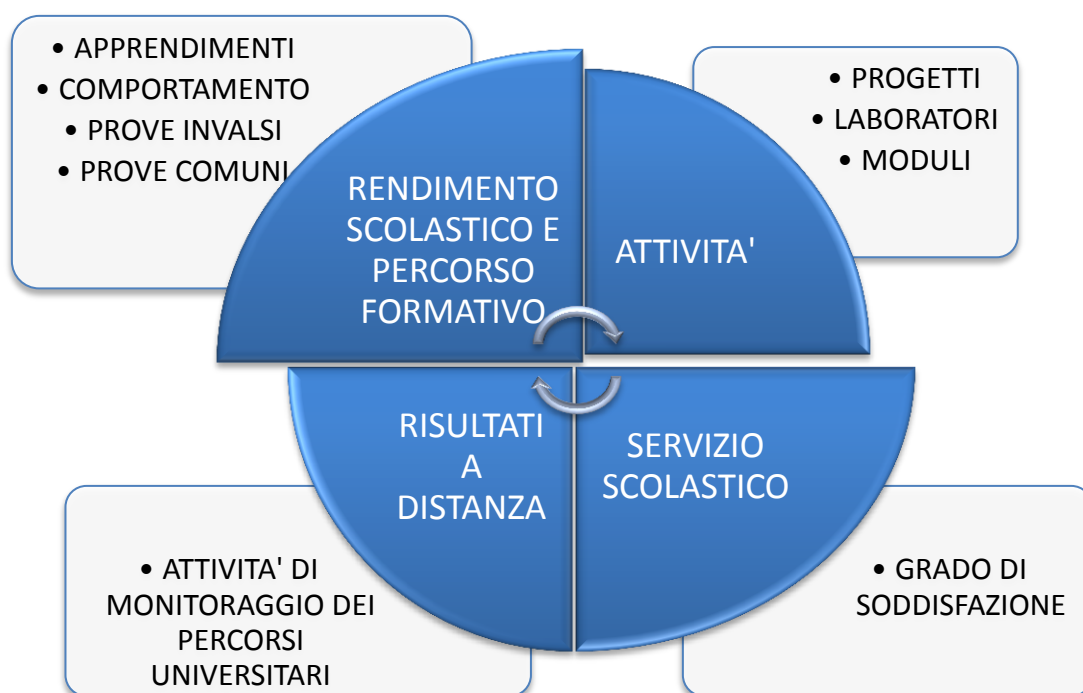 • APPRENDIMENTI
• COMPORTAMENTO
• PROVE INVALSI
• PROVE COMUNI
RENDIMENTO
SCOLASTICO E
PERCORSO
FORMATIVO
• PROGETTI
• LABORATORI
• MODULI
ATTIVITA'
RISULTATI
A
DISTANZA
• ATTIVITA' DI
MONITORAGGIO DEI
PERCORSI
UNIVERSITARI
SERVIZIO
SCOLASTICO
• GRADO DI
SODDISFAZIONE